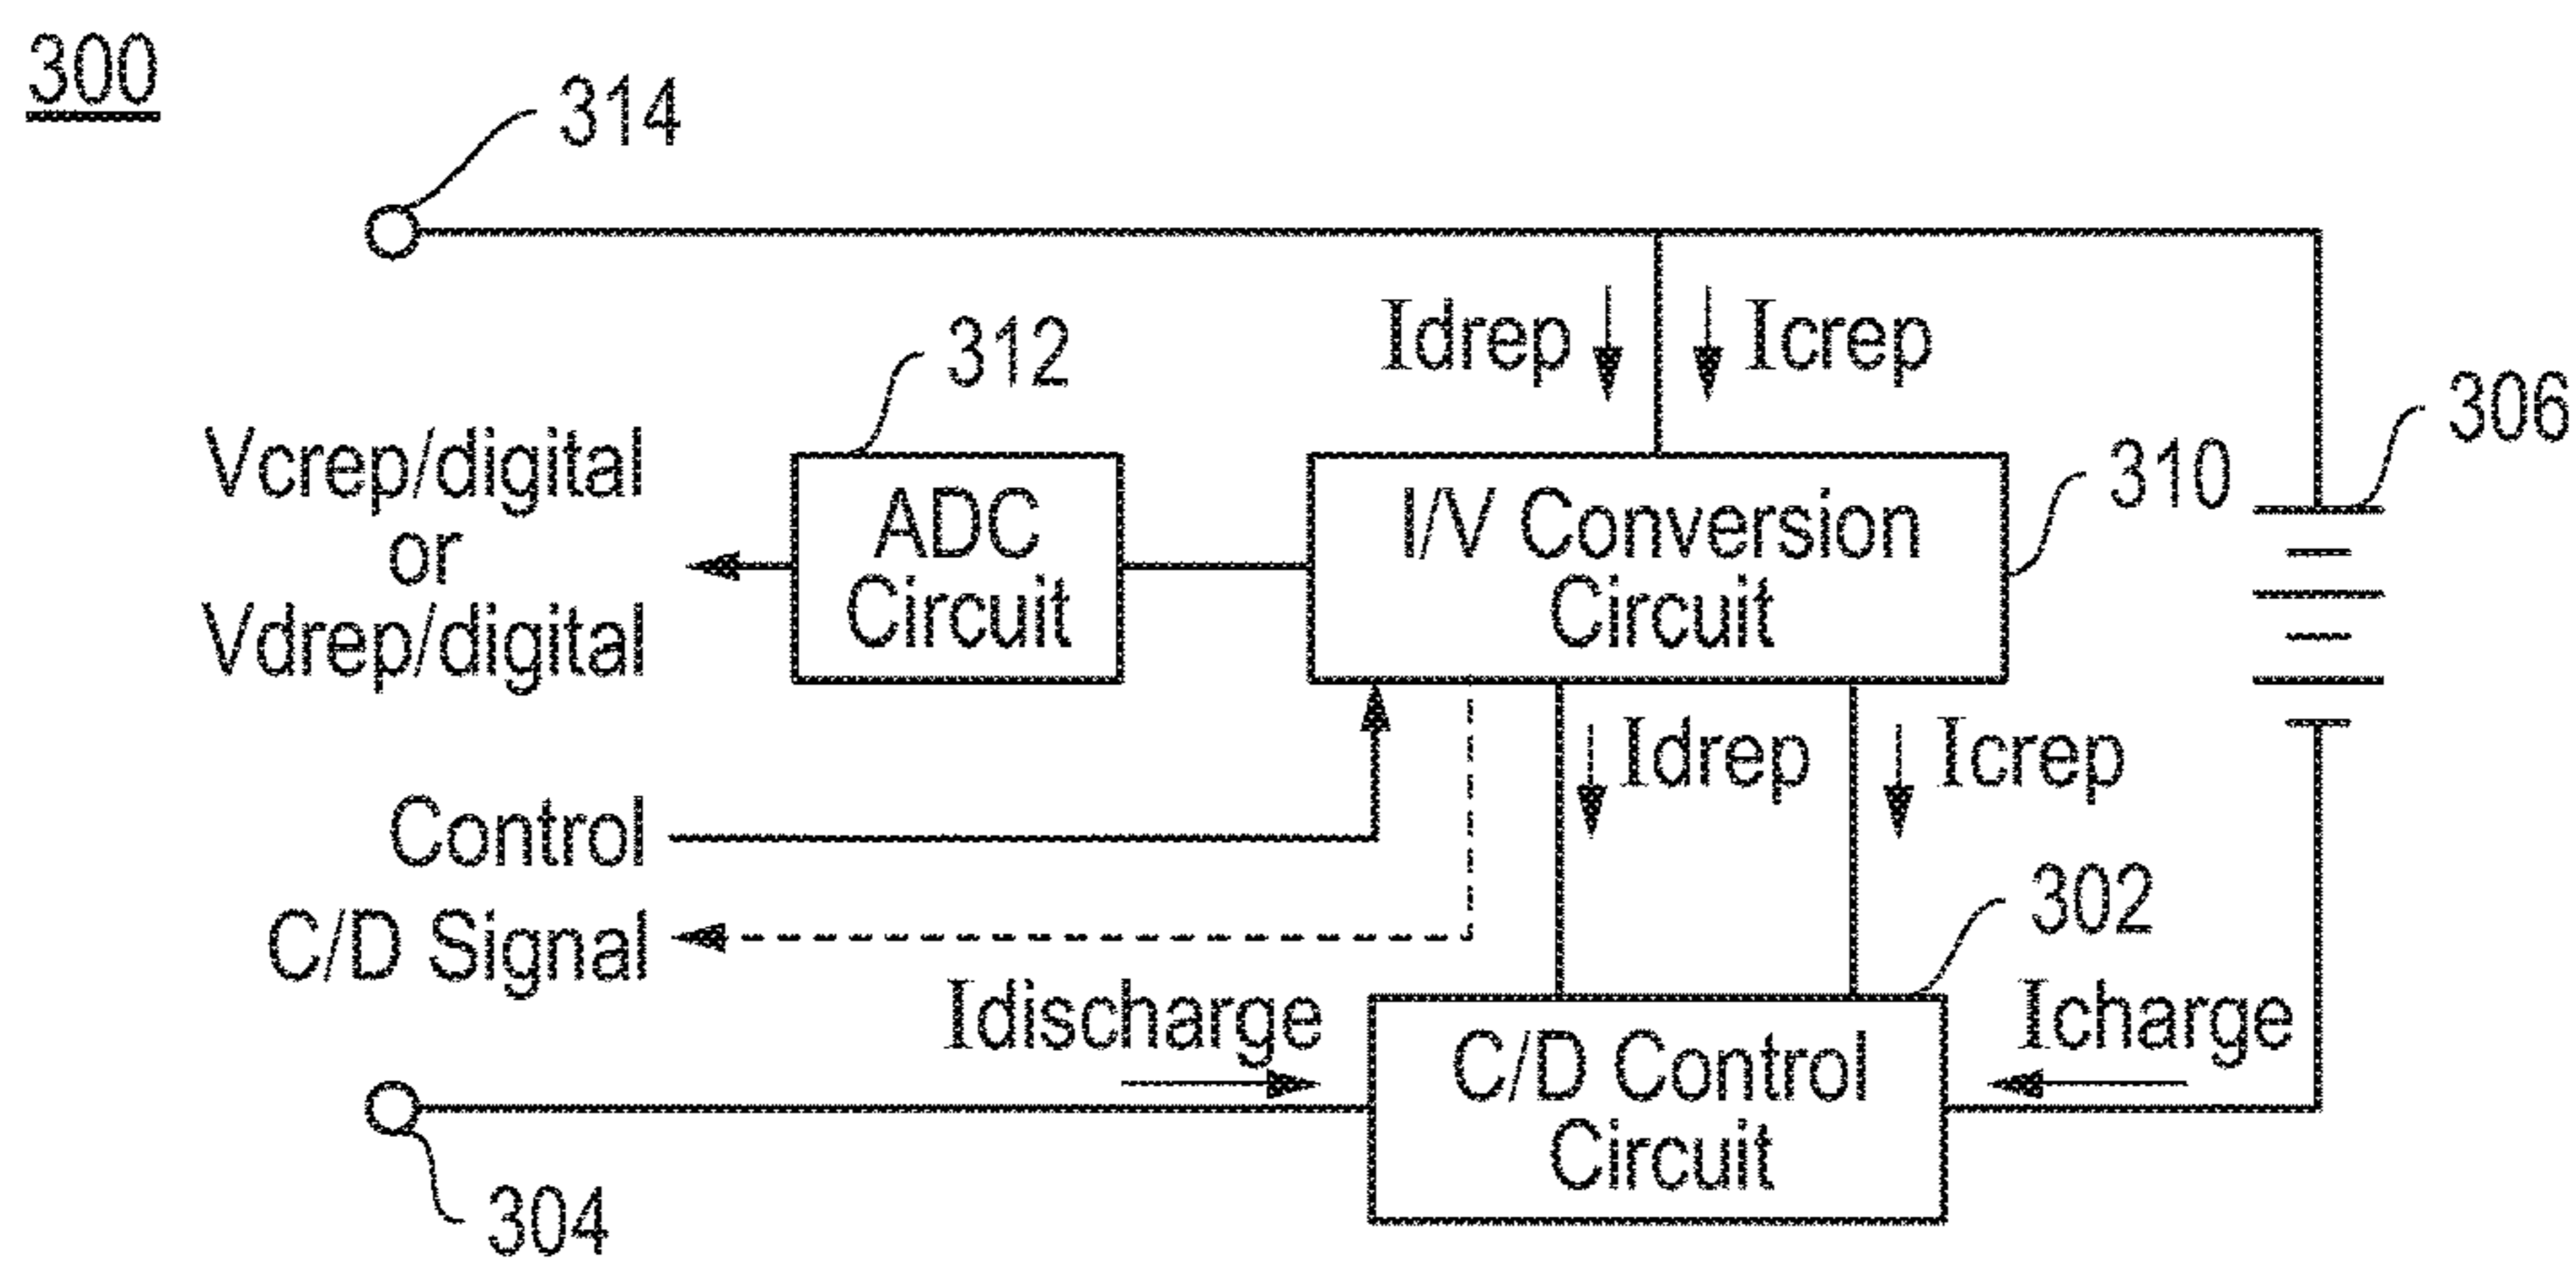 300
314
312
Idrep
Icrep
306
310
Vcrep/digital
or
Vdrep/digital
ADC
Circuit
I/V Conversion
Circuit
Idrep
Icrep
Control
C/D Signal
302
Idischarge
Icharge
C/D Control
Circuit
304